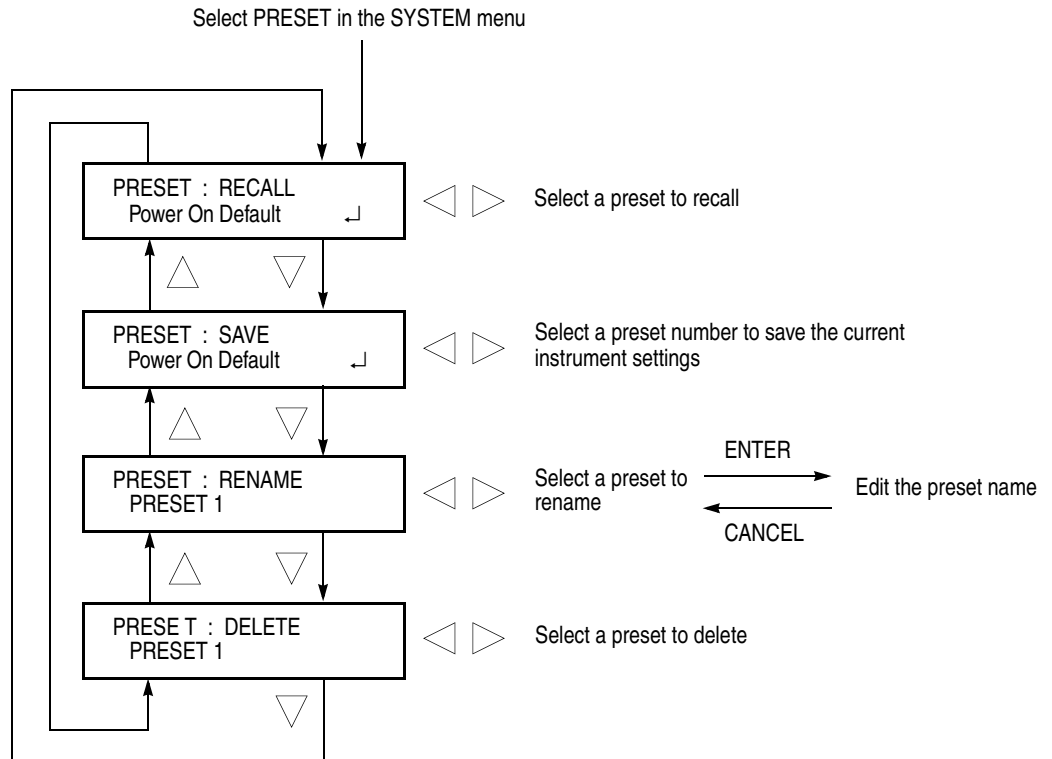 Select PRESET in the SYSTEM menu
PRESET : RECALL
Power On Default ↵
Select a preset to recall
PRESET : SAVE
Power On Default ↵
Select a preset number to save the current
instrument settings
PRESET : RENAME
PRESET 1
Select a preset to
rename
ENTER
CANCEL
Edit the preset name
PRESE T : DELETE
PRESET 1
Select a preset to delete